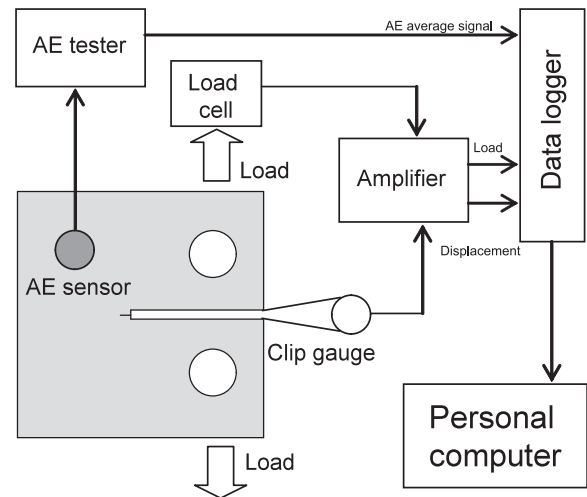 AE tester
AE average signal
Load
cell
Data logger
Load
Load
Amplifier
Displacement
AE sensor
Clip gauge
Load
Personal
computer